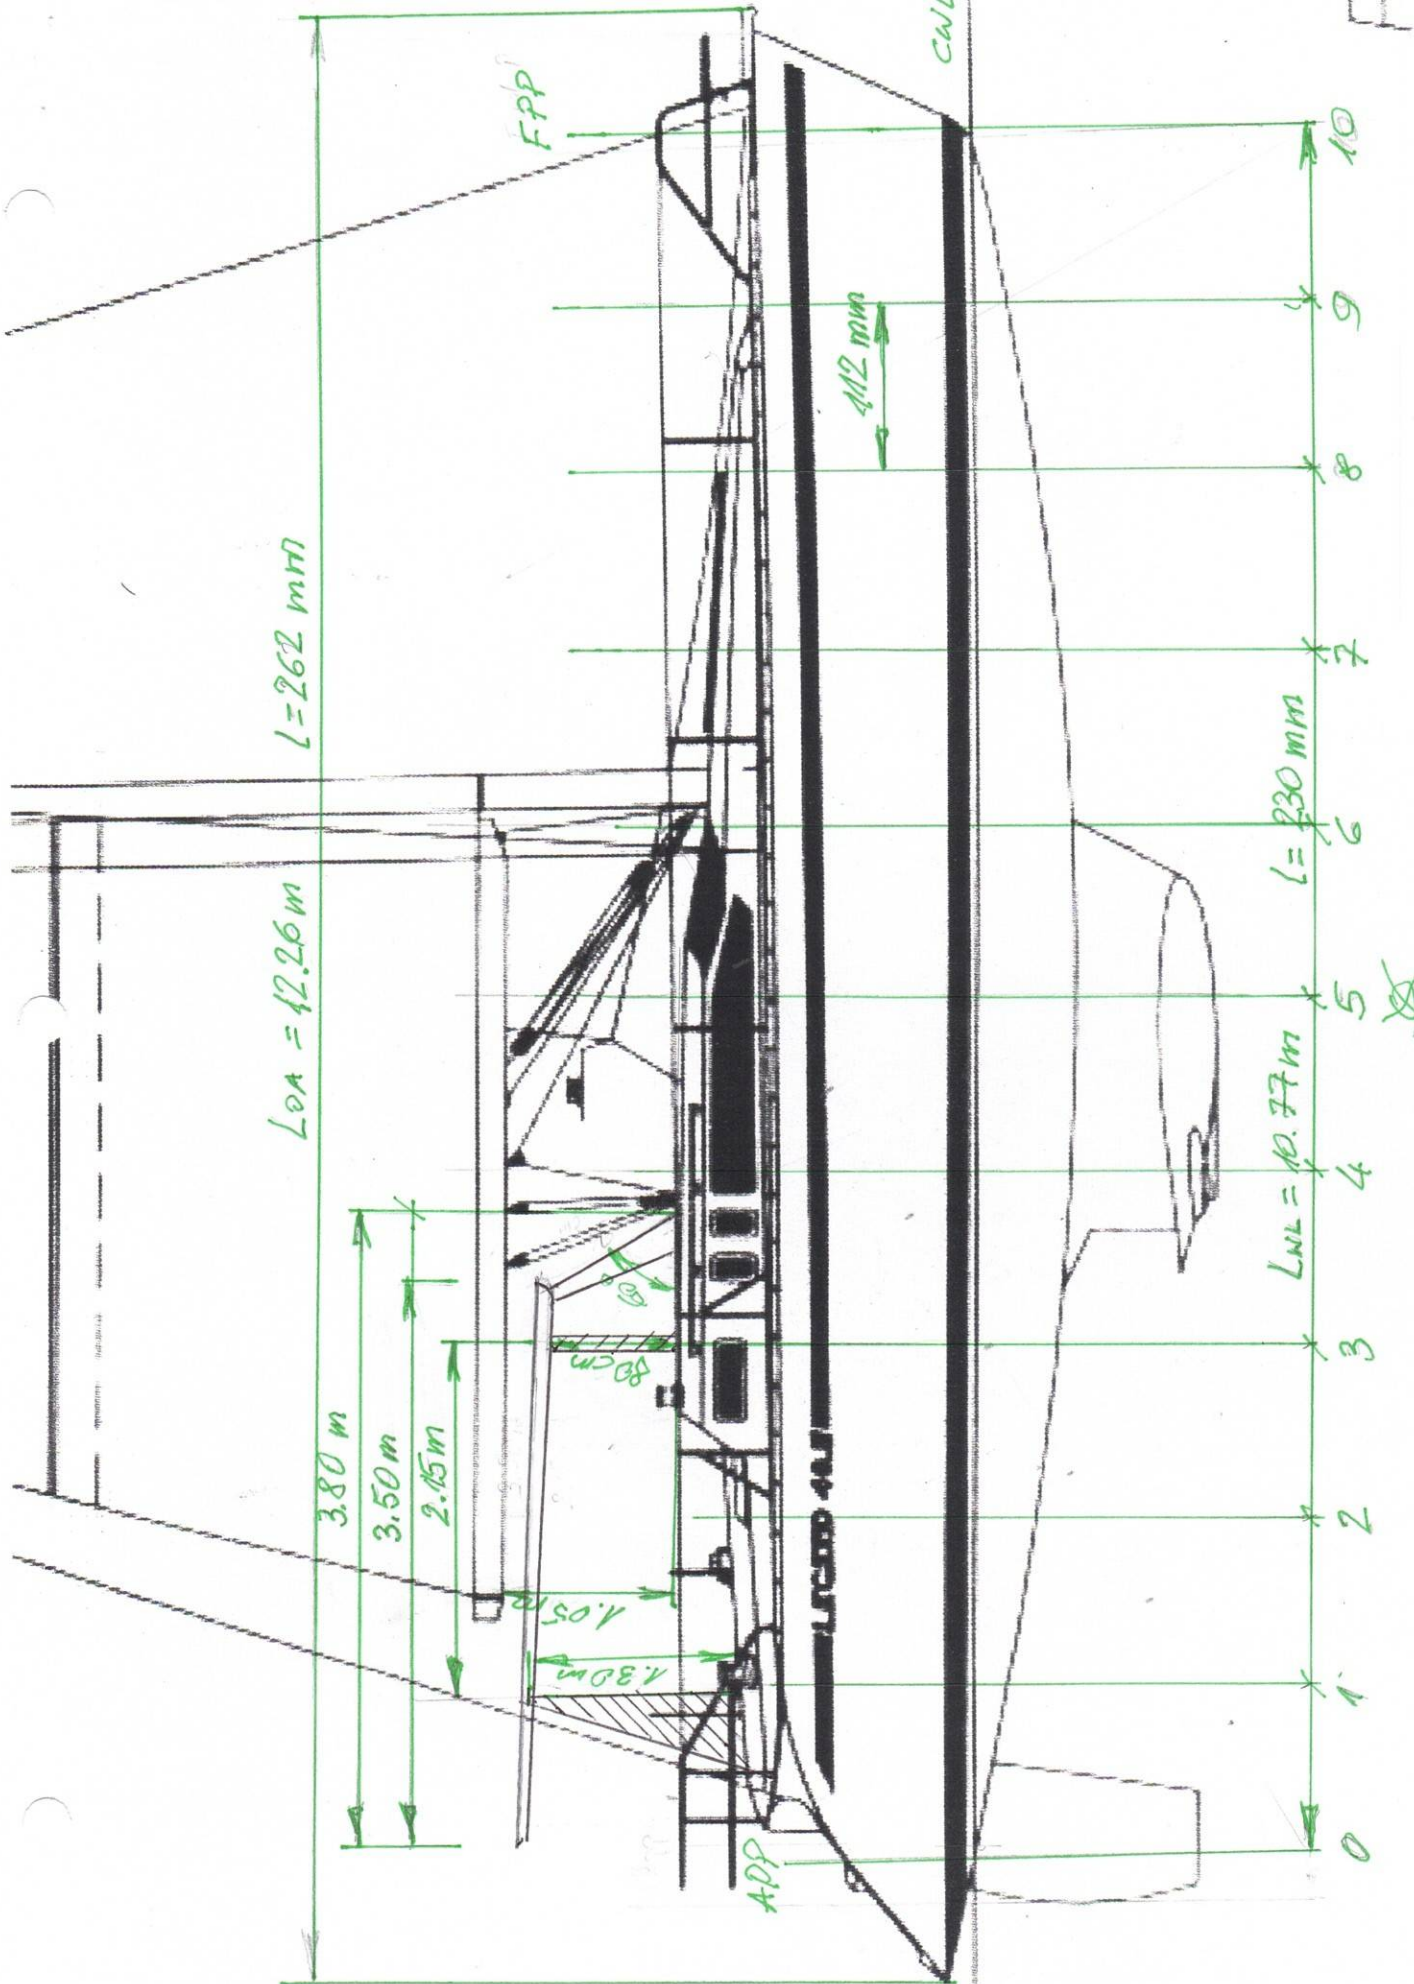 CWL
FPP
LOA = 12.26 m L=262 mm
112 mm
3.80 m
3.50 m
2.15 m
60°
80 cm
1.05 m
1.30 m
APP
LWL = 10.77 m L=230 mm
0 1 2 3 4 5 6 7 8 9 10